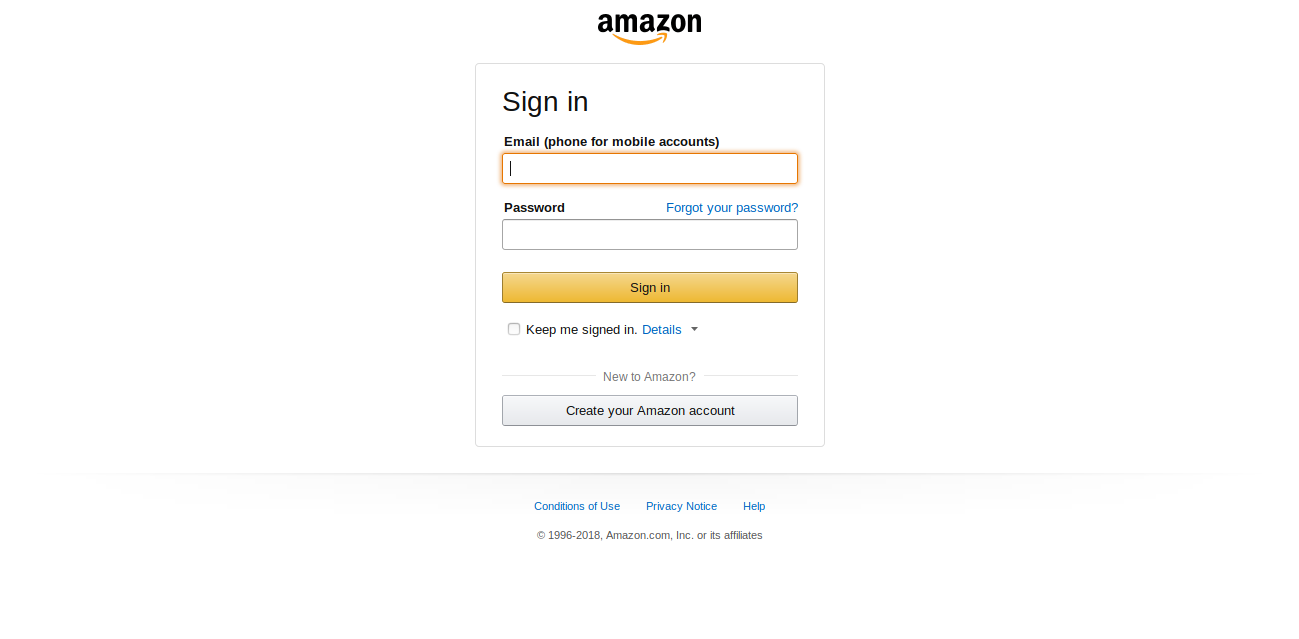 amazon
Sign in
Email (phone for mobile accounts)
Password Forgot your password?
Sign in
Keep me signed in. Details
New to Amazon?
Create your Amazon account
Conditions of Use Privacy Notice Help
© 1996-2018, Amazon.com, Inc. or its affiliates